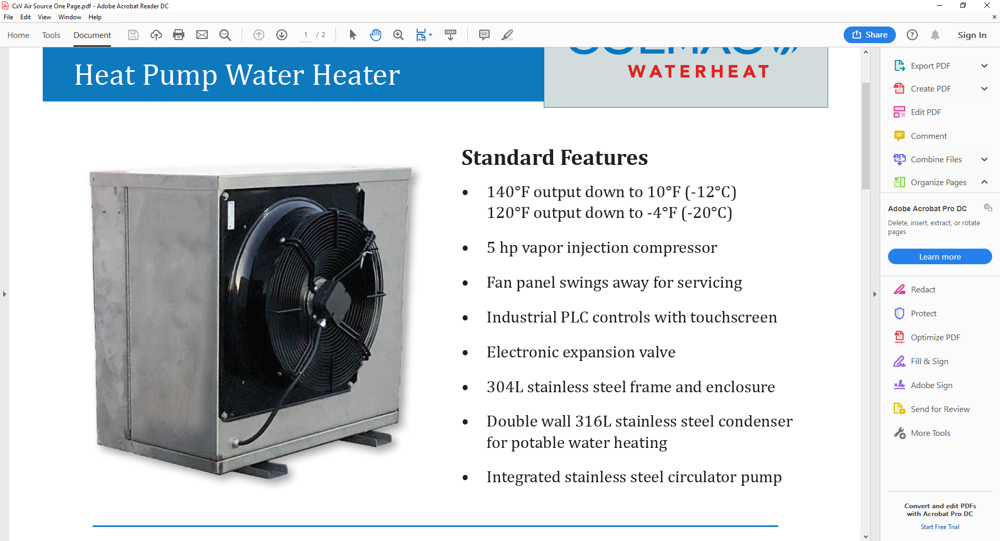 CxV Air Source One Page.pdf - Adobe Acrobat Reader DC
File Edit View Window Help
Home Tools Document 1 / 2 Share Sign In
Heat Pump Water Heater
COLMAC
WATERHEAT
Standard Features
• 140°F output down to 10°F (-12°C)
120°F output down to -4°F (-20°C)
• 5 hp vapor injection compressor
• Fan panel swings away for servicing
• Industrial PLC controls with touchscreen
• Electronic expansion valve
• 304L stainless steel frame and enclosure
• Double wall 316L stainless steel condenser
for potable water heating
• Integrated stainless steel circulator pump
Export PDF
Create PDF
Edit PDF
Comment
Combine Files
Organize Pages
Adobe Acrobat Pro DC
Delete, insert, extract, or rotate
pages
Learn more
Redact
Protect
Optimize PDF
Fill & Sign
Adobe Sign
Send for Review
More Tools
Convert and edit PDFs
with Acrobat Pro DC
Start Free Trial